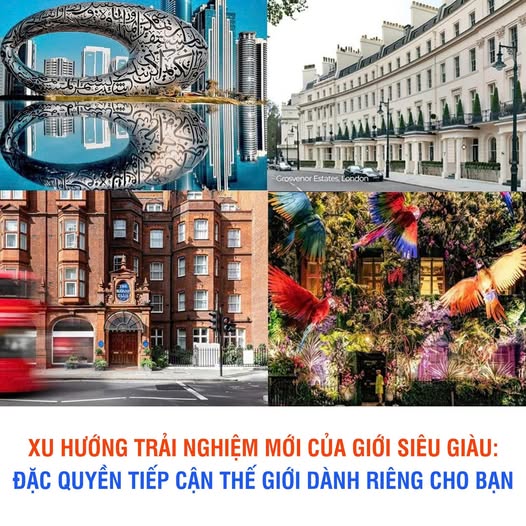 Grosvenor Estates, London
XU HƯỚNG TRẢI NGHIỆM MỚI CỦA GIỚI SIÊU GIÀU:
ĐẶC QUYỀN TIẾP CẬN THẾ GIỚI DÀNH RIÊNG CHO BẠN